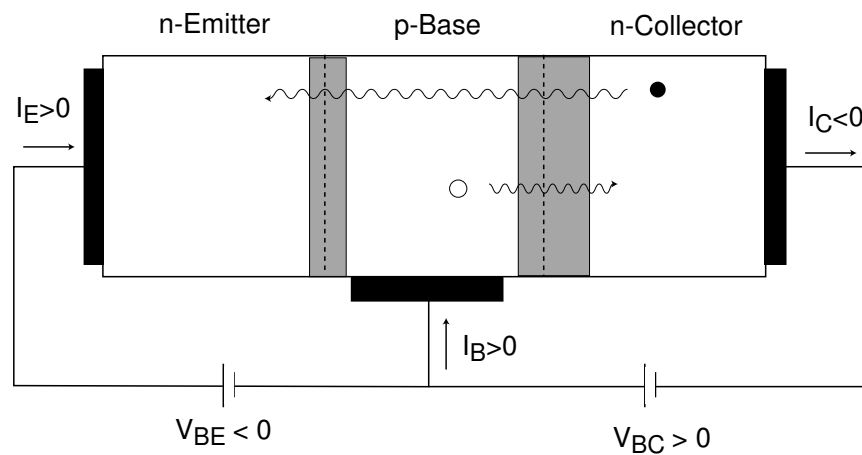 n-Emitter p-Base n-Collector
I_E>0
I_C<0
I_B>0
V_BE < 0
V_BC > 0